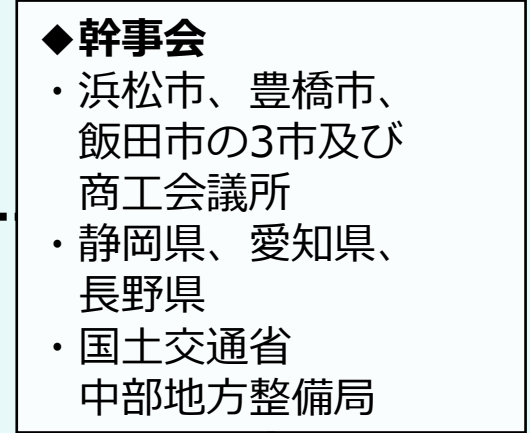 ◆幹事会
・浜松市、豊橋市、
飯田市の3市及び
商工会議所
・静岡県、愛知県、
長野県
・国土交通省
中部地方整備局